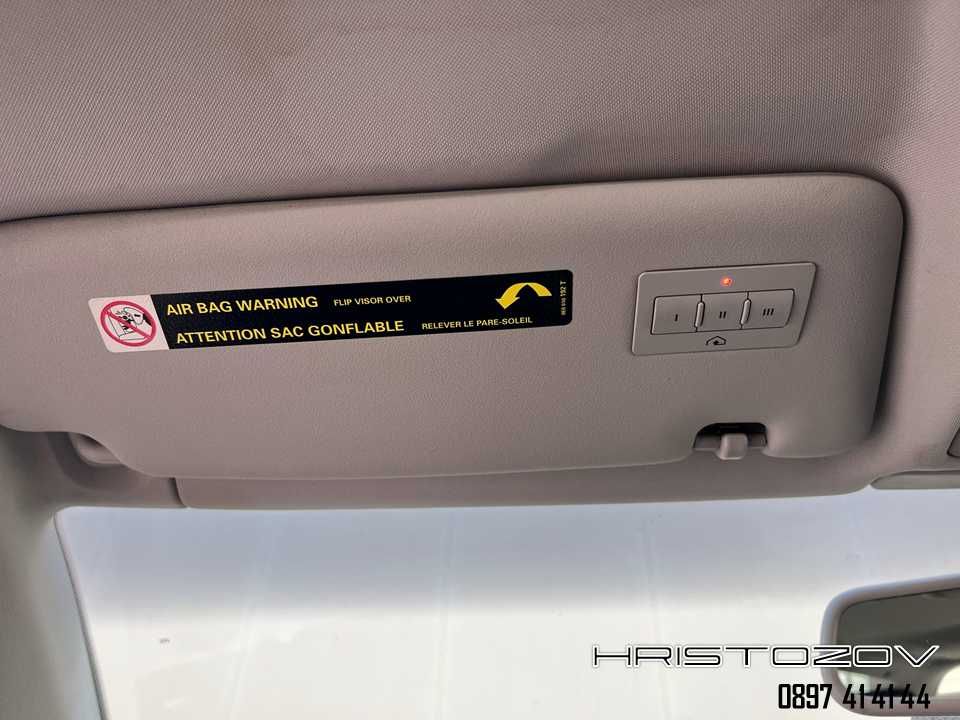 AIR BAG WARNING FLIP VISOR OVER
ATTENTION SAC GONFLABLE RELEVER LE PARE-SOLEIL
I II III
HRISTOZOV
0897 414144